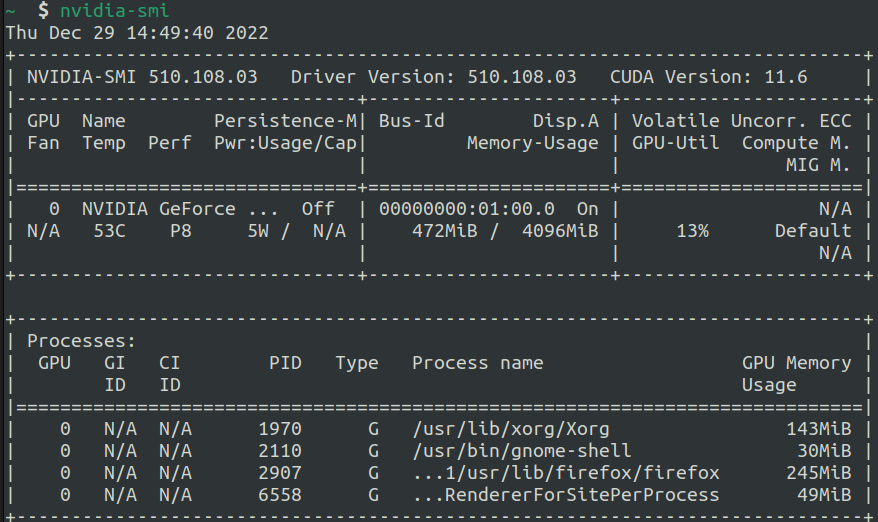 ~  $ nvidia-smi
Thu Dec 29 14:49:40 2022
+-----------------------------------------------------------------------------+
| NVIDIA-SMI 510.108.03   Driver Version: 510.108.03   CUDA Version: 11.6     |
|-------------------------------+----------------------+----------------------+
| GPU  Name        Persistence-M| Bus-Id        Disp.A | Volatile Uncorr. ECC |
| Fan  Temp  Perf  Pwr:Usage/Cap|         Memory-Usage | GPU-Util  Compute M. |
|                               |                      |               MIG M. |
|===============================+======================+======================|
|   0  NVIDIA GeForce ...  Off  | 00000000:01:00.0  On |                  N/A |
| N/A   53C    P8     5W /  N/A |    472MiB /  4096MiB |     13%      Default |
|                               |                      |                  N/A |
+-------------------------------+----------------------+----------------------+

+-----------------------------------------------------------------------------+
| Processes:                                                                  |
|  GPU   GI   CI        PID   Type   Process name                  GPU Memory |
|        ID   ID                                                   Usage      |
|=============================================================================|
|    0   N/A  N/A      1970      G   /usr/lib/xorg/Xorg                143MiB |
|    0   N/A  N/A      2110      G   /usr/bin/gnome-shell               30MiB |
|    0   N/A  N/A      2907      G   ...1/usr/lib/firefox/firefox      245MiB |
|    0   N/A  N/A      6558      G   ...RendererForSitePerProcess       49MiB |
+-----------------------------------------------------------------------------+